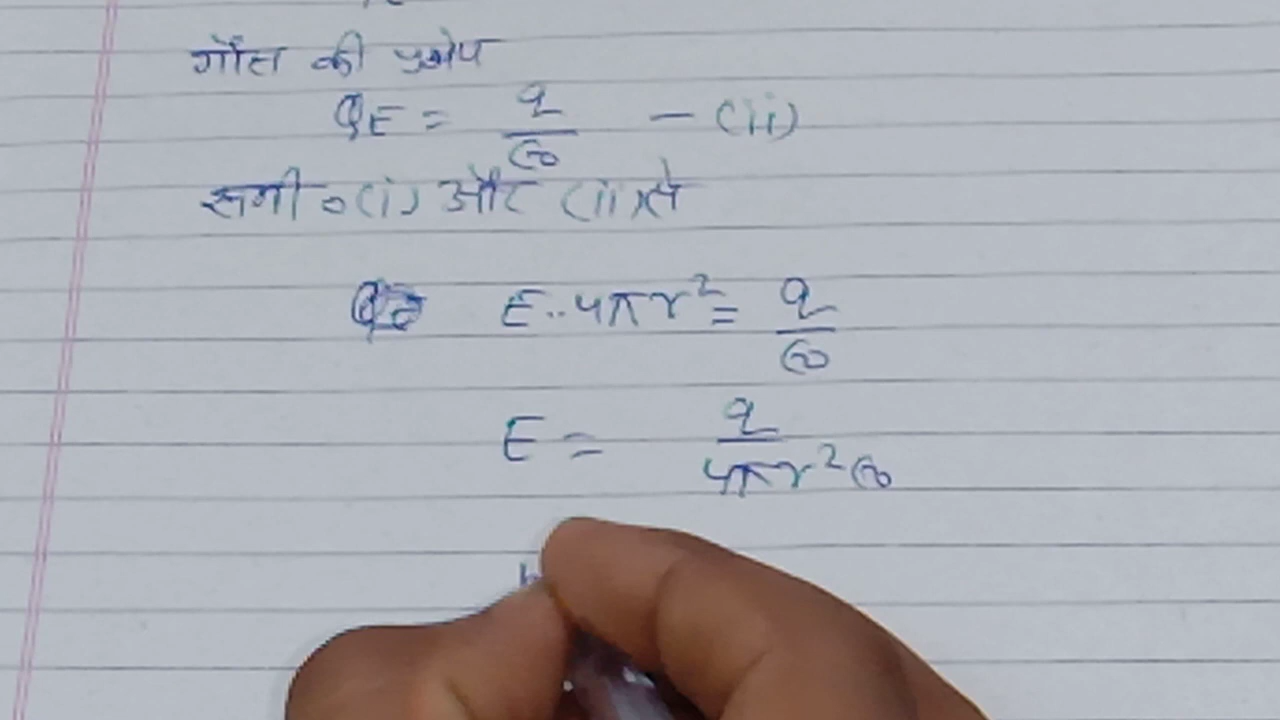 गौस की प्रमेय
φE = q/ε0 — (ii)
समी० (i) और (ii) से
E·4πr² = q/ε0
E = q/4πr²ε0